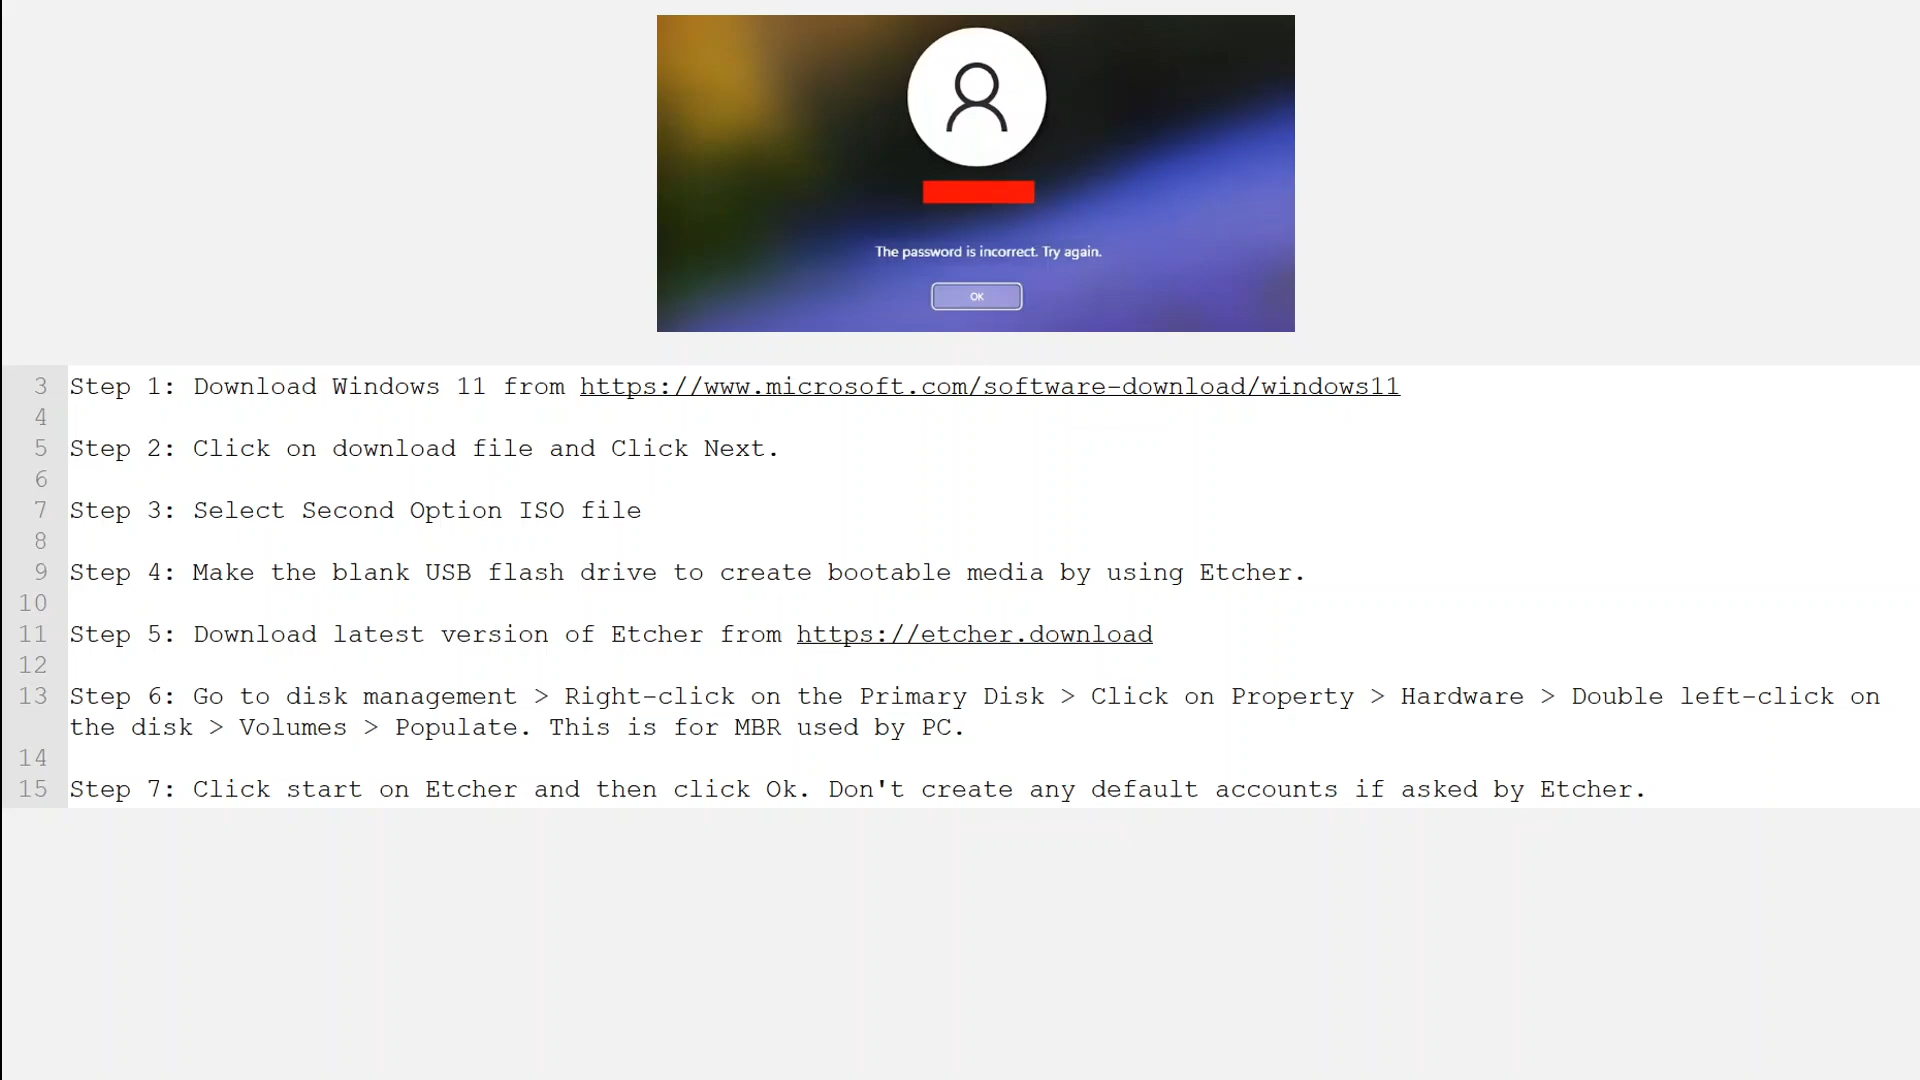 The password is incorrect. Try again.
OK
3 Step 1: Download Windows 11 from https://www.microsoft.com/software-download/windows11
4
5 Step 2: Click on download file and Click Next.
6
7 Step 3: Select Second Option ISO file
8
9 Step 4: Make the blank USB flash drive to create bootable media by using Etcher.
10
11 Step 5: Download latest version of Etcher from https://etcher.download
12
13 Step 6: Go to disk management > Right-click on the Primary Disk > Click on Property > Hardware > Double left-click on
the disk > Volumes > Populate. This is for MBR used by PC.
14
15 Step 7: Click start on Etcher and then click Ok. Don't create any default accounts if asked by Etcher.